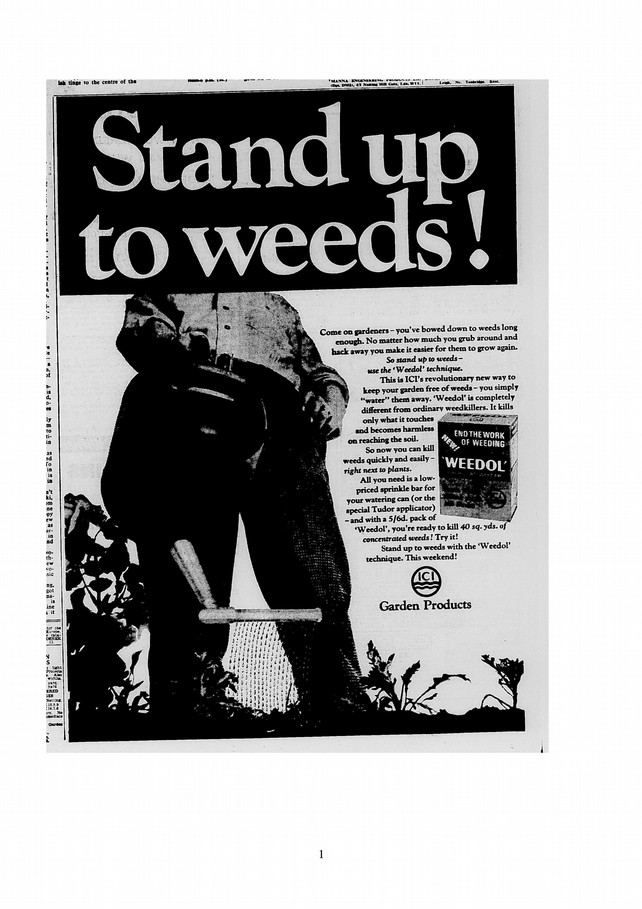 ish tinge to the centre of the
Stand up
to weeds!
Come on gardeners – you've bowed down to weeds long
enough. No matter how much you grub around and
hack away you make it easier for them to grow again.
So stand up to weeds –
use the 'Weedol' technique.
This is ICI's revolutionary new way to
keep your garden free of weeds – you simply
"water" them away. 'Weedol' is completely
different from ordinary weedkillers. It kills
only what it touches
and becomes harmless
on reaching the soil.
So now you can kill
weeds quickly and easily –
right next to plants.
All you need is a low-
priced sprinkle bar for
your watering can (or the
special Tudor applicator)
– and with a 5/6d. pack of
'Weedol', you're ready to kill 40 sq. yds. of
concentrated weeds! Try it!
Stand up to weeds with the 'Weedol'
technique. This weekend!
END THE WORK
OF WEEDING
NEW!
'WEEDOL'
ICI
Garden Products
1